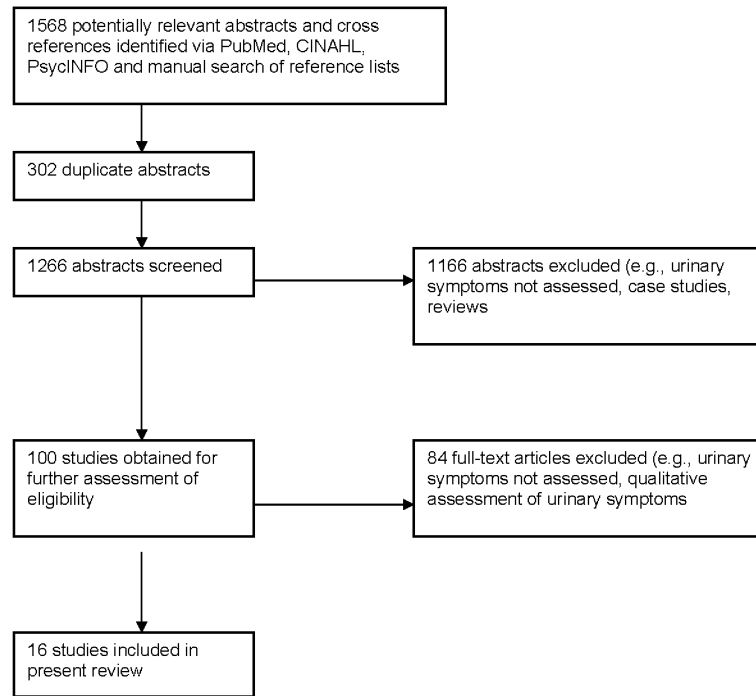 1568 potentially relevant abstracts and cross
references identified via PubMed, CINAHL,
PsycINFO and manual search of reference lists
302 duplicate abstracts
1266 abstracts screened
1166 abstracts excluded (e.g., urinary
symptoms not assessed, case studies,
reviews
100 studies obtained for
further assessment of
eligibility
84 full-text articles excluded (e.g., urinary
symptoms not assessed, qualitative
assessment of urinary symptoms
16 studies included in
present review